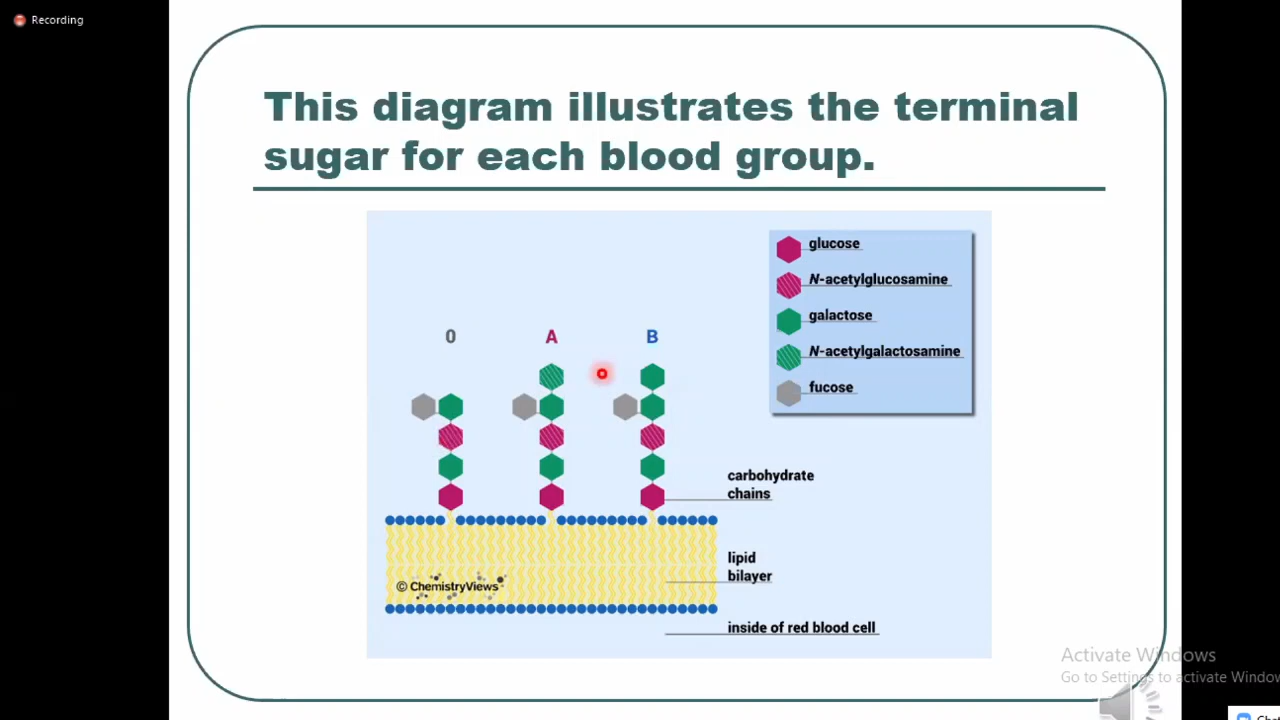 Recording
This diagram illustrates the terminal
sugar for each blood group.
glucose
N-acetylglucosamine
galactose
N-acetylgalactosamine
fucose
0
A
B
carbohydrate
chains
lipid
bilayer
© ChemistryViews
inside of red blood cell
Activate Windows
Go to Settings to activate Window